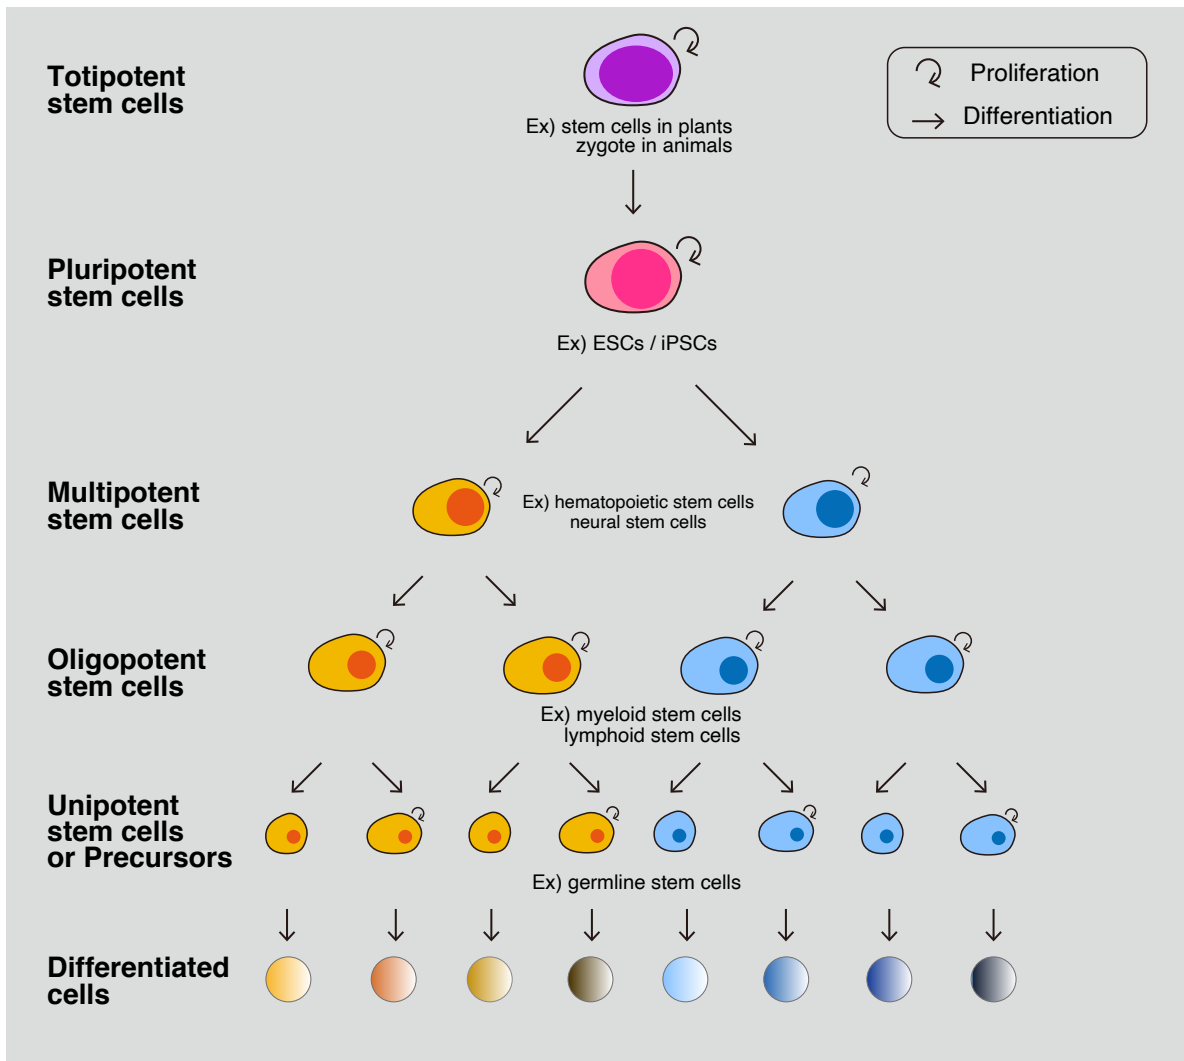 Totipotent
stem cells
Ex) stem cells in plants
zygote in animals
Proliferation
Differentiation
Pluripotent
stem cells
Ex) ESCs / iPSCs
Multipotent
stem cells
Ex) hematopoietic stem cells
neural stem cells
Oligopotent
stem cells
Ex) myeloid stem cells
lymphoid stem cells
Unipotent
stem cells
or Precursors
Ex) germline stem cells
Differentiated
cells